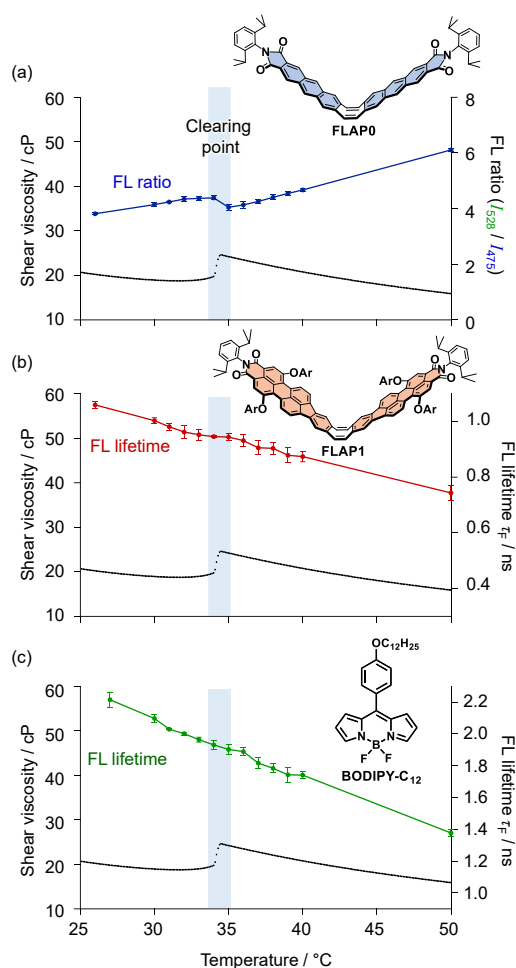 (a)
N
O
O
O
N
O
FLAP0
60
50
40
30
20
10
Shear viscosity / cP
Clearing
point
FL ratio
8
6
4
2
0
FL ratio (I528 / I475)
(b)
N
O
O
OAr
ArO
ArO
OAr
O
N
O
FLAP1
60
50
40
30
20
10
Shear viscosity / cP
FL lifetime
1.0
0.8
0.6
0.4
FL lifetime τF / ns
(c)
OC12H25
N
N
B
F
F
BODIPY-C12
60
50
40
30
20
10
Shear viscosity / cP
FL lifetime
2.2
2.0
1.8
1.6
1.4
1.2
1.0
FL lifetime τF / ns
25
30
35
40
45
50
Temperature / °C